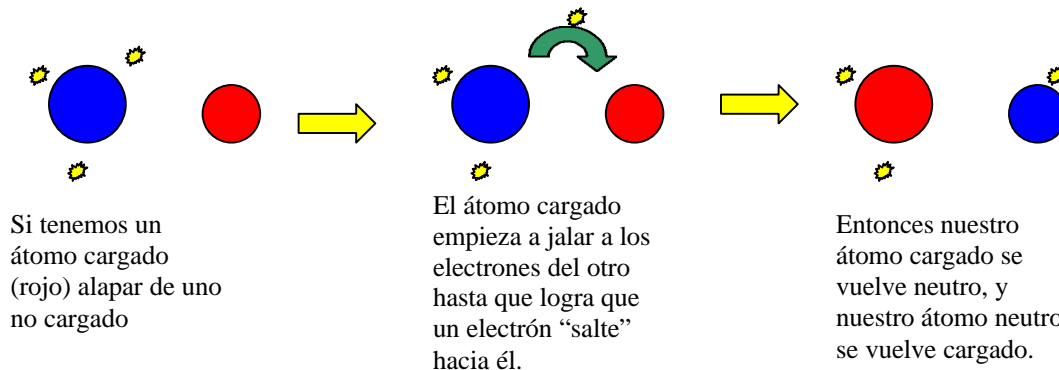 Si tenemos un
átomo cargado
(rojo) alapar de uno
no cargado
El átomo cargado
empieza a jalar a los
electrones del otro
hasta que logra que
un electrón “salte”
hacia él.
Entonces nuestro
átomo cargado se
vuelve neutro, y
nuestro átomo neutro
se vuelve cargado.